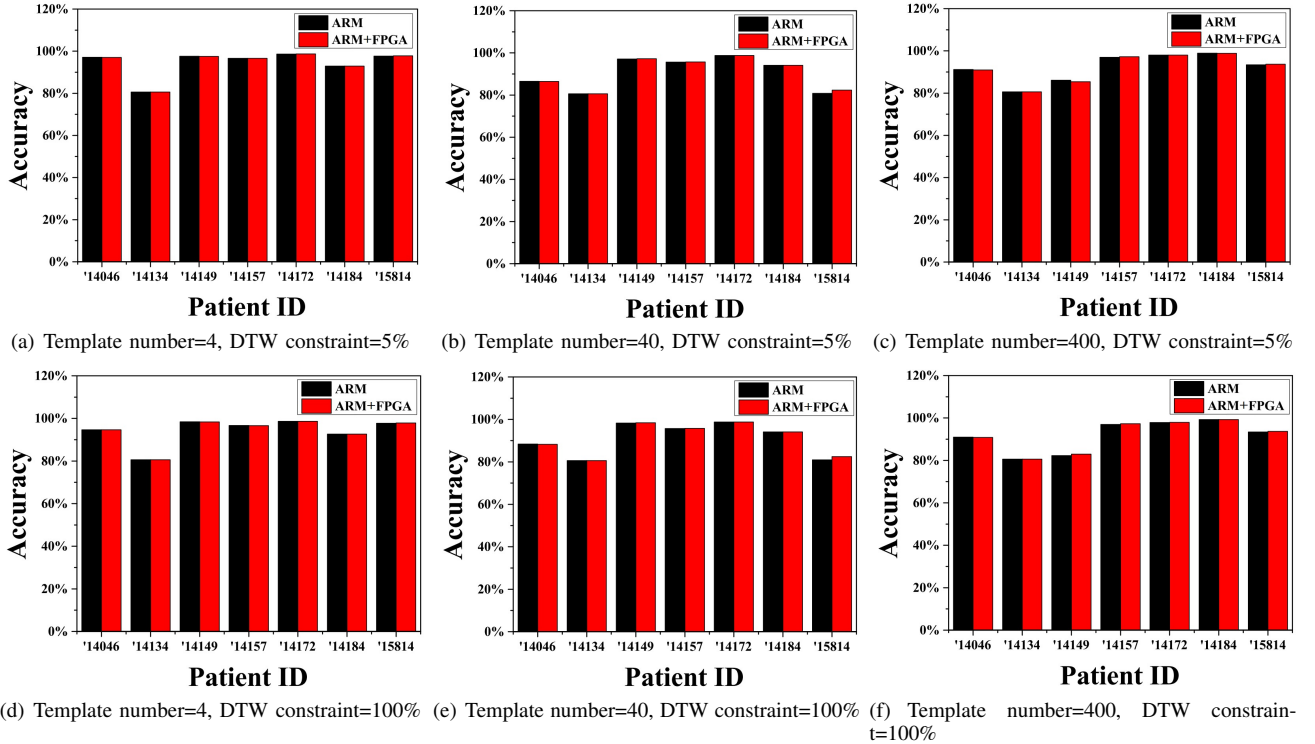 120%
100%
80%
60%
40%
20%
0%
Accuracy
ARM
ARM+FPGA
'14046 '14134 '14149 '14157 '14172 '14184 '15814
Patient ID
(a) Template number=4, DTW constraint=5%
120%
100%
80%
60%
40%
20%
0%
Accuracy
ARM
ARM+FPGA
'14046 '14134 '14149 '14157 '14172 '14184 '15814
Patient ID
(b) Template number=40, DTW constraint=5%
120%
100%
80%
60%
40%
20%
0%
Accuracy
ARM
ARM+FPGA
'14046 '14134 '14149 '14157 '14172 '14184 '15814
Patient ID
(c) Template number=400, DTW constraint=5%
120%
100%
80%
60%
40%
20%
0%
Accuracy
ARM
ARM+FPGA
'14046 '14134 '14149 '14157 '14172 '14184 '15814
Patient ID
(d) Template number=4, DTW constraint=100%
120%
100%
80%
60%
40%
20%
0%
Accuracy
ARM
ARM+FPGA
'14046 '14134 '14149 '14157 '14172 '14184 '15814
Patient ID
(e) Template number=40, DTW constraint=100%
120%
100%
80%
60%
40%
20%
0%
Accuracy
ARM
ARM+FPGA
'14046 '14134 '14149 '14157 '14172 '14184 '15814
Patient ID
(f) Template number=400, DTW constrain-
t=100%